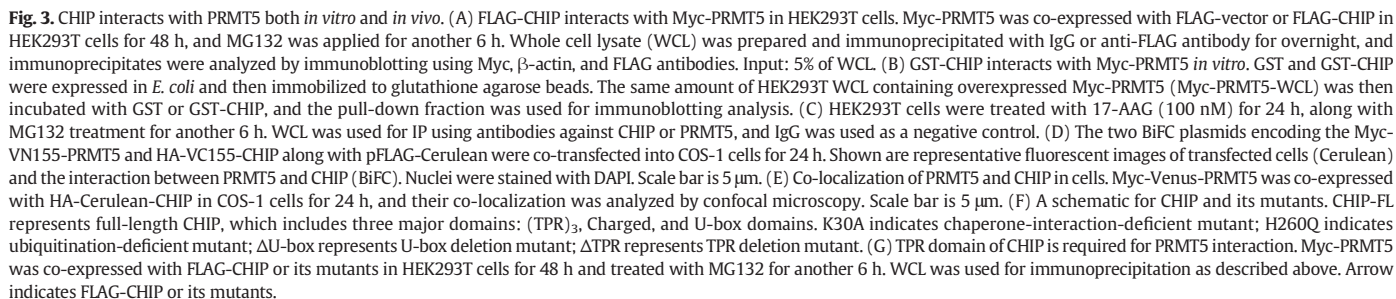 Fig. 3. CHIP interacts with PRMT5 both in vitro and in vivo. (A) FLAG-CHIP interacts with Myc-PRMT5 in HEK293T cells. Myc-PRMT5 was co-expressed with FLAG-vector or FLAG-CHIP in
HEK293T cells for 48 h, and MG132 was applied for another 6 h. Whole cell lysate (WCL) was prepared and immunoprecipitated with IgG or anti-FLAG antibody for overnight, and
immunoprecipitates were analyzed by immunoblotting using Myc, β-actin, and FLAG antibodies. Input: 5% of WCL. (B) GST-CHIP interacts with Myc-PRMT5 in vitro. GST and GST-CHIP
were expressed in E. coli and then immobilized to glutathione agarose beads. The same amount of HEK293T WCL containing overexpressed Myc-PRMT5 (Myc-PRMT5-WCL) was then
incubated with GST or GST-CHIP, and the pull-down fraction was used for immunoblotting analysis. (C) HEK293T cells were treated with 17-AAG (100 nM) for 24 h, along with
MG132 treatment for another 6 h. WCL was used for IP using antibodies against CHIP or PRMT5, and IgG was used as a negative control. (D) The two BiFC plasmids encoding the Myc-
VN155-PRMT5 and HA-VC155-CHIP along with pFLAG-Cerulean were co-transfected into COS-1 cells for 24 h. Shown are representative fluorescent images of transfected cells (Cerulean)
and the interaction between PRMT5 and CHIP (BiFC). Nuclei were stained with DAPI. Scale bar is 5 μm. (E) Co-localization of PRMT5 and CHIP in cells. Myc-Venus-PRMT5 was co-expressed
with HA-Cerulean-CHIP in COS-1 cells for 24 h, and their co-localization was analyzed by confocal microscopy. Scale bar is 5 μm. (F) A schematic for CHIP and its mutants. CHIP-FL
represents full-length CHIP, which includes three major domains: (TPR)₃, Charged, and U-box domains. K30A indicates chaperone-interaction-deficient mutant; H260Q indicates
ubiquitination-deficient mutant; ΔU-box represents U-box deletion mutant; ΔTPR represents TPR deletion mutant. (G) TPR domain of CHIP is required for PRMT5 interaction. Myc-PRMT5
was co-expressed with FLAG-CHIP or its mutants in HEK293T cells for 48 h and treated with MG132 for another 6 h. WCL was used for immunoprecipitation as described above. Arrow
indicates FLAG-CHIP or its mutants.